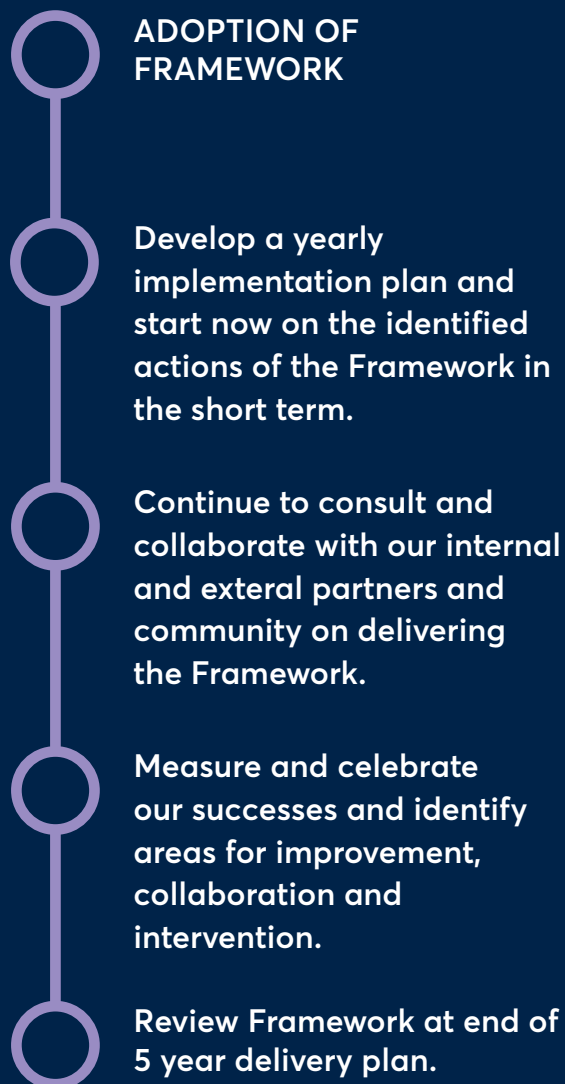 ADOPTION OF
FRAMEWORK
Develop a yearly
implementation plan and
start now on the identified
actions of the Framework in
the short term.
Continue to consult and
collaborate with our internal
and exteral partners and
community on delivering
the Framework.
Measure and celebrate
our successes and identify
areas for improvement,
collaboration and
intervention.
Review Framework at end of
5 year delivery plan.